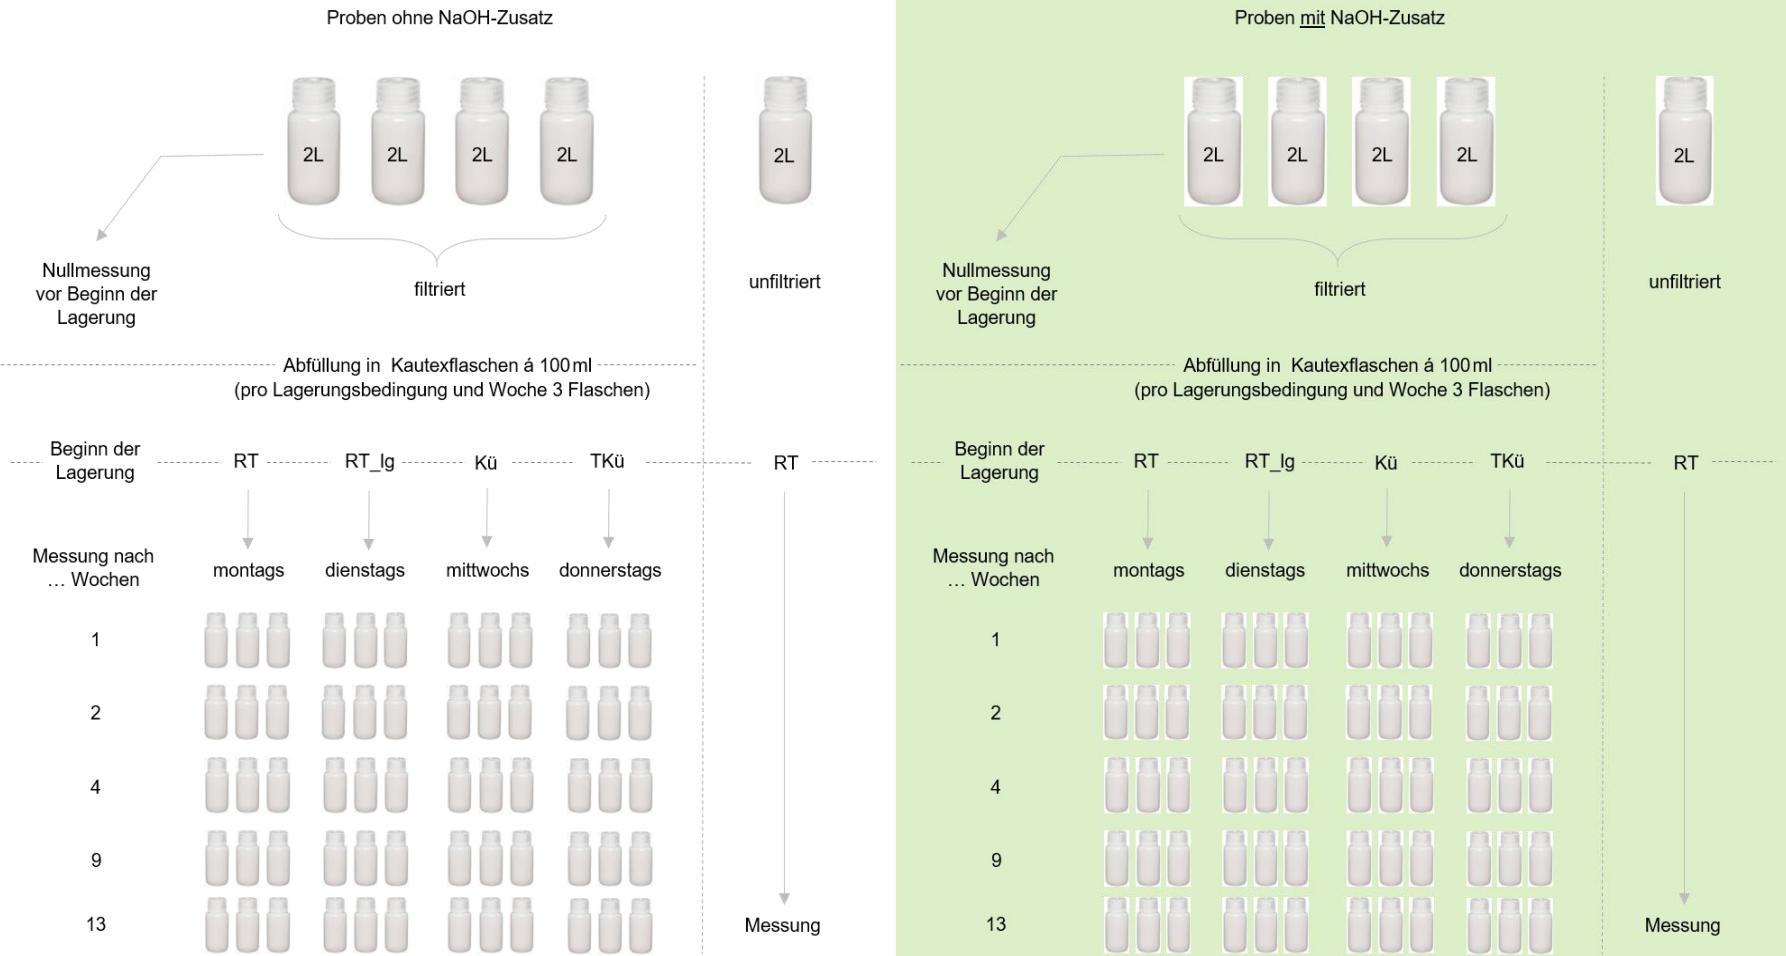 Proben ohne NaOH-Zusatz
2L 2L 2L 2L 2L
Nullmessung
vor Beginn der
Lagerung
filtriert
unfiltriert
Abfüllung in Kautexflaschen á 100 ml
(pro Lagerungsbedingung und Woche 3 Flaschen)
Beginn der
Lagerung
RT RT_lg Kü TKü RT
Messung nach
… Wochen
montags dienstags mittwochs donnerstags
1
2
4
9
13
Messung
Proben mit NaOH-Zusatz
2L 2L 2L 2L 2L
Nullmessung
vor Beginn der
Lagerung
filtriert
unfiltriert
Abfüllung in Kautexflaschen á 100 ml
(pro Lagerungsbedingung und Woche 3 Flaschen)
Beginn der
Lagerung
RT RT_lg Kü TKü RT
Messung nach
… Wochen
montags dienstags mittwochs donnerstags
1
2
4
9
13
Messung